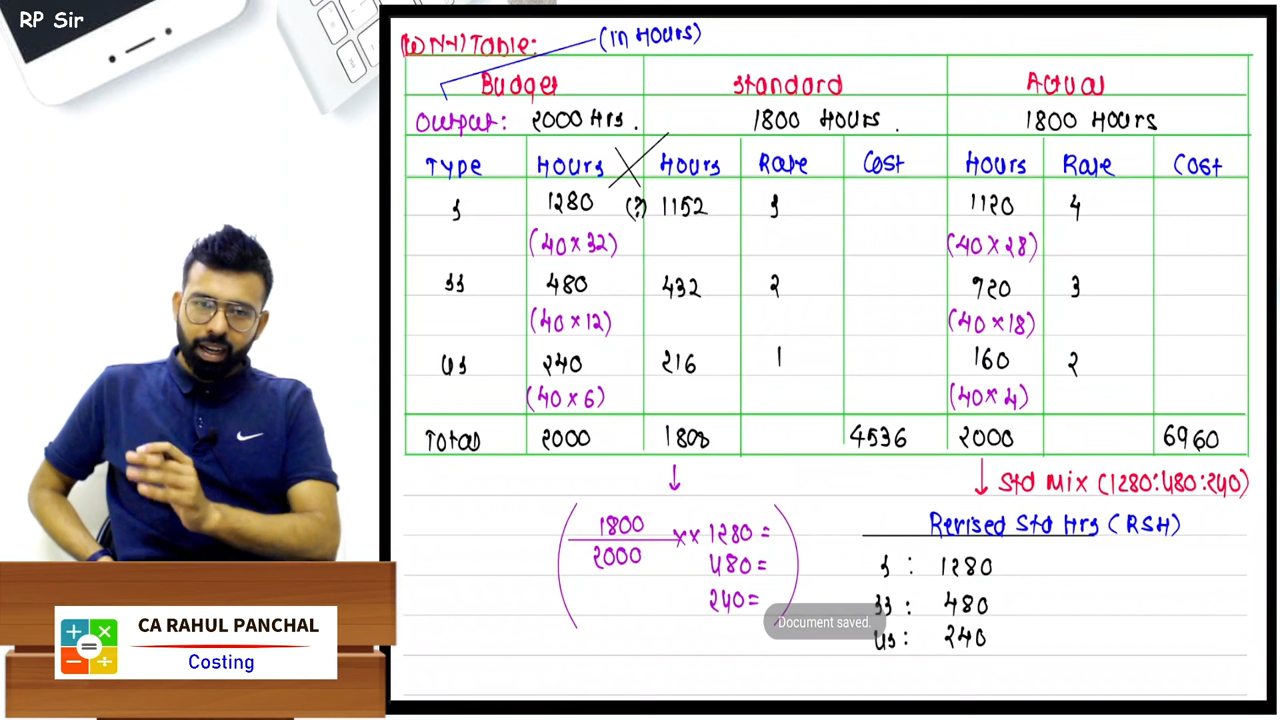 RP Sir
(WN-1) Table:
(in Hours)
Budget Standard Actual
Output: 2000 Hrs. 1800 Hours. 1800 Hours
Type Hours Hours Rate Cost Hours Rate Cost
S 1280 (?) 1152 3 1120 4
(40 x 32) (40 x 28)
SS 480 432 2 720 3
(40 x 12) (40 x 18)
US 240 216 1 160 2
(40 x 6) (40 x 4)
Total 2000 1800 4536 2000 6960
Std Mix (1280:480:240)
1800 x x 1280 = Revised Std Hrs (RSH)
2000
480 = S : 1280
240 = SS : 480
Document saved.
US : 240
CA RAHUL PANCHAL
Costing